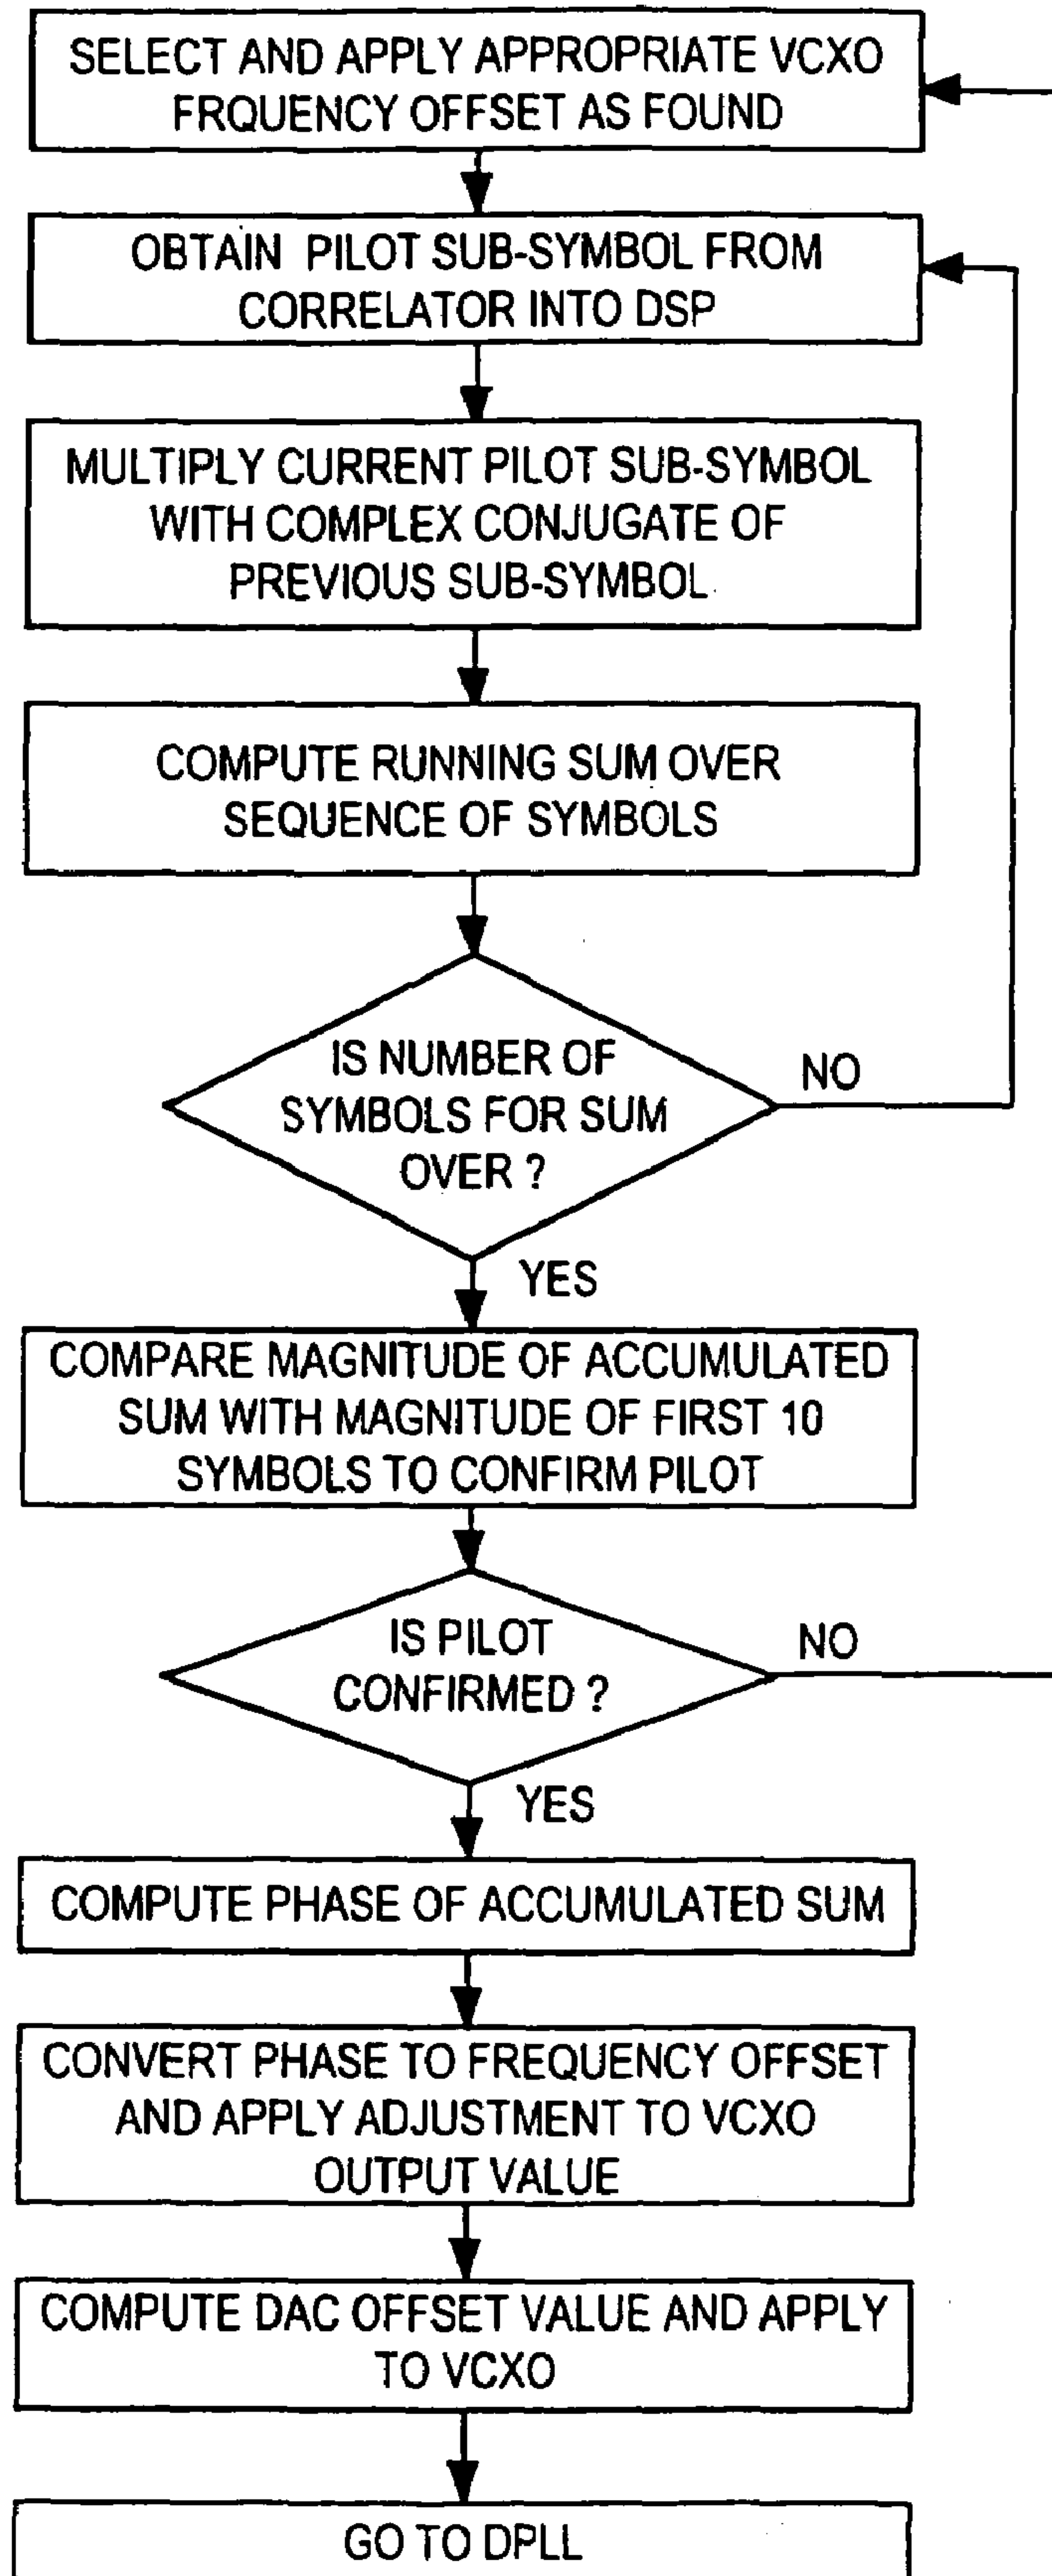 SELECT AND APPLY APPROPRIATE VCXO
FRQUENCY OFFSET AS FOUND
OBTAIN PILOT SUB-SYMBOL FROM
CORRELATOR INTO DSP
MULTIPLY CURRENT PILOT SUB-SYMBOL
WITH COMPLEX CONJUGATE OF
PREVIOUS SUB-SYMBOL
COMPUTE RUNNING SUM OVER
SEQUENCE OF SYMBOLS
IS NUMBER OF
SYMBOLS FOR SUM
OVER ?
NO
YES
COMPARE MAGNITUDE OF ACCUMULATED
SUM WITH MAGNITUDE OF FIRST 10
SYMBOLS TO CONFIRM PILOT
IS PILOT
CONFIRMED ?
NO
YES
COMPUTE PHASE OF ACCUMULATED SUM
CONVERT PHASE TO FREQUENCY OFFSET
AND APPLY ADJUSTMENT TO VCXO
OUTPUT VALUE
COMPUTE DAC OFFSET VALUE AND APPLY
TO VCXO
GO TO DPLL